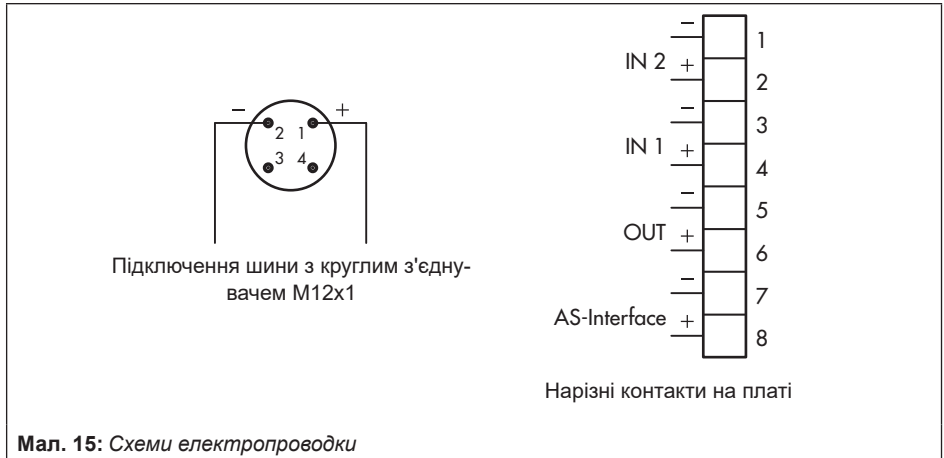 − +
2 1
3 4
Підключення шини з круглим з'єдну-
вачем M12x1
− 1
IN 2 + 2
− 3
IN 1 + 4
− 5
OUT + 6
− 7
AS-Interface + 8
Нарізні контакти на платі
Мал. 15: Схеми електропроводки